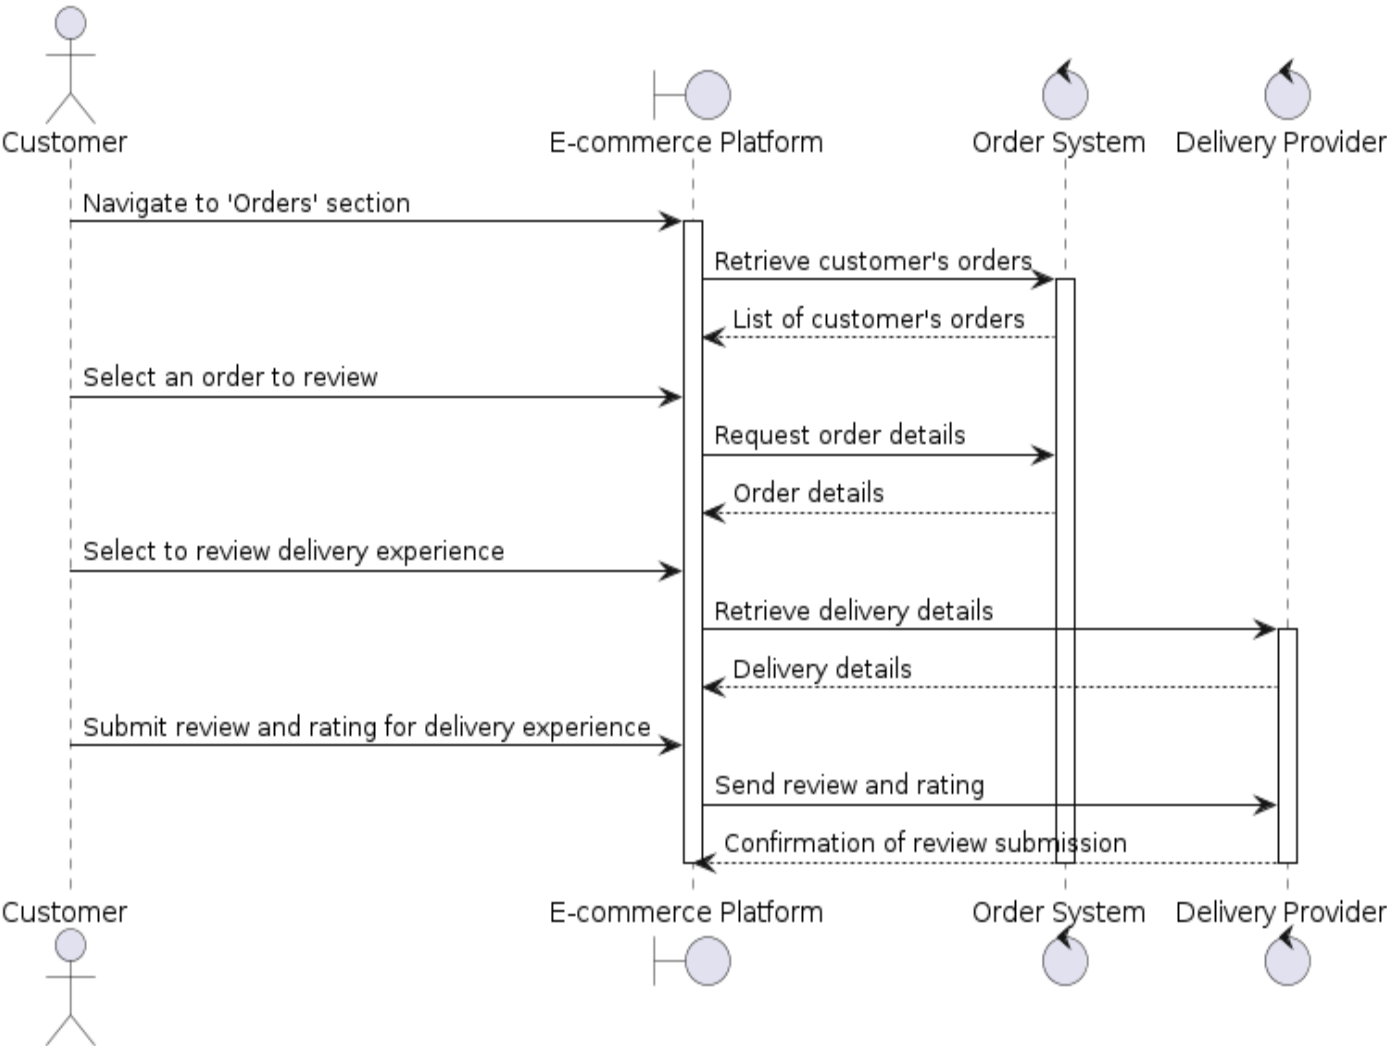 Customer
E-commerce Platform
Order System
Delivery Provider
Navigate to 'Orders' section
Retrieve customer's orders
List of customer's orders
Select an order to review
Request order details
Order details
Select to review delivery experience
Retrieve delivery details
Delivery details
Submit review and rating for delivery experience
Send review and rating
Confirmation of review submission
Customer
E-commerce Platform
Order System
Delivery Provider